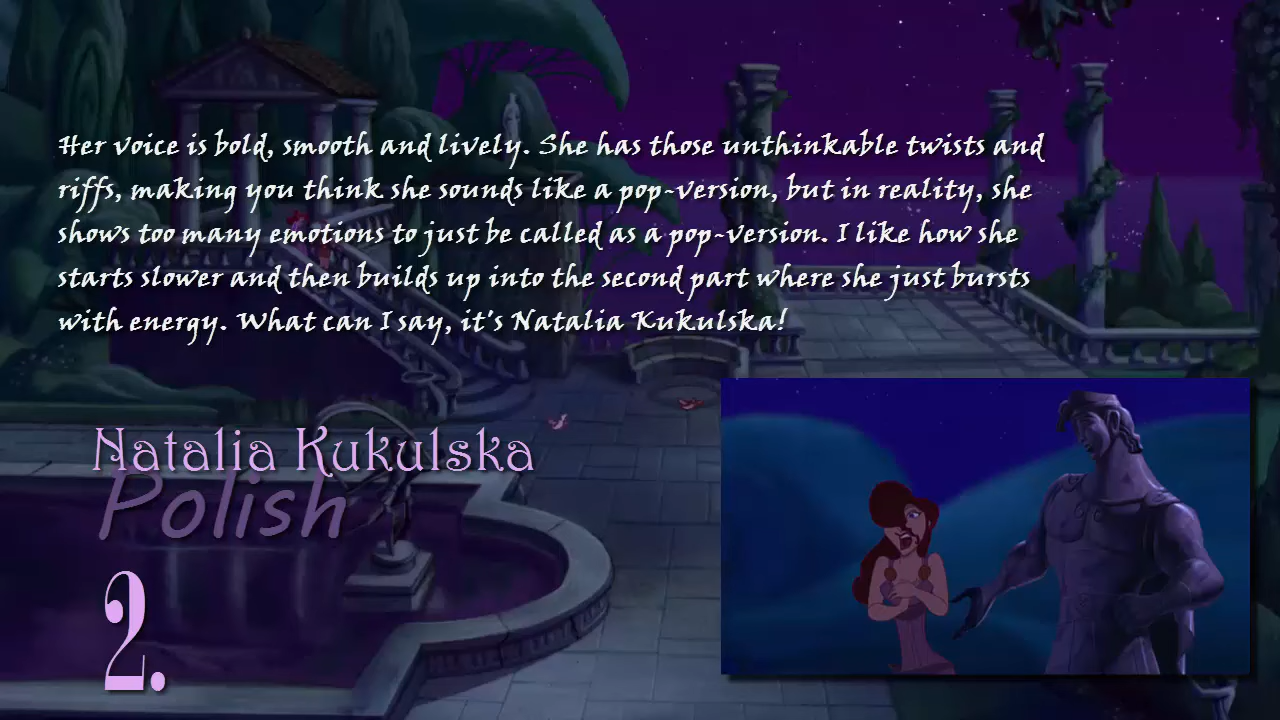 Her voice is bold, smooth and lively. She has those unthinkable twists and
riffs, making you think she sounds like a pop-version, but in reality, she
shows too many emotions to just be called as a pop-version. I like how she
starts slower and then builds up into the second part where she just bursts
with energy. What can I say, it's Natalia Kukulska!
Natalia Kukulska
Polish
2.